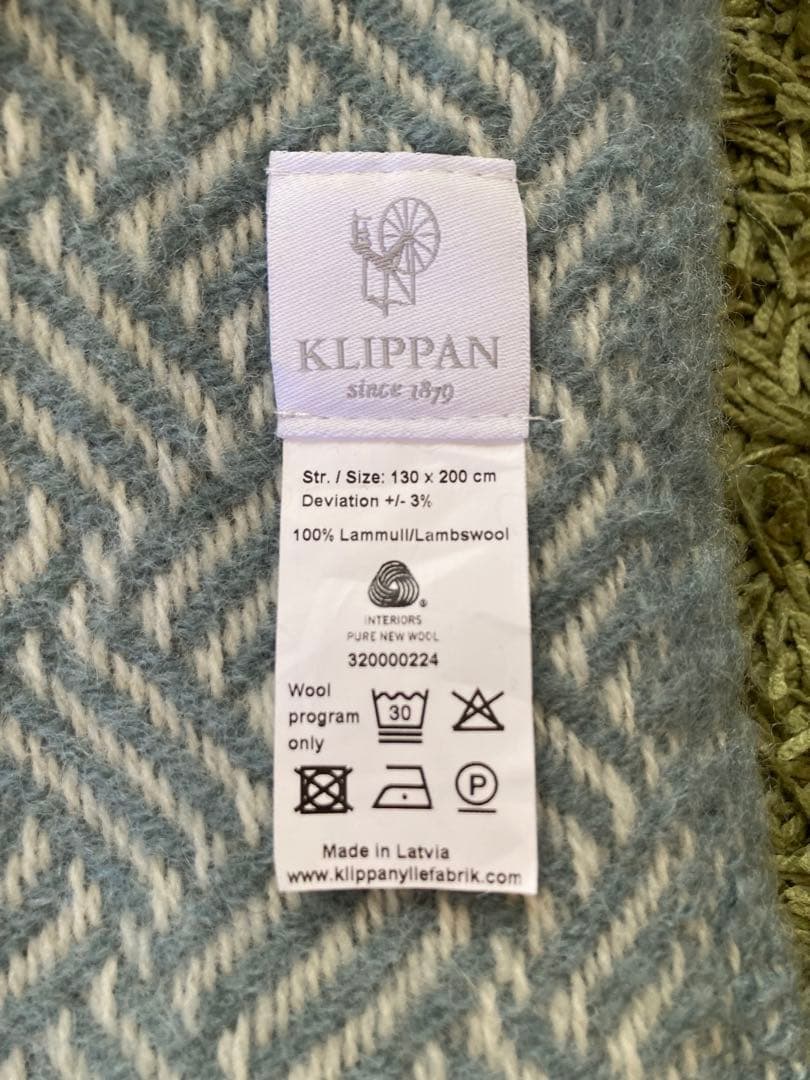 KLIPPAN
since 1879
Str. / Size: 130 x 200 cm
Deviation +/- 3%
100% Lammull/Lambswool
®
INTERIORS
PURE NEW WOOL
320000224
Wool
program
only
30
P
Made in Latvia
www.klippanyllefabrik.com